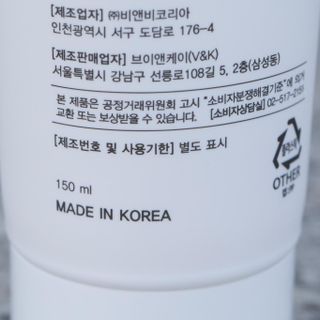 [제조업자] ㈜비앤비코리아
인천광역시 서구 도담로 176-4
[제조판매업자] 브이앤케이(V&K)
서울특별시 강남구 선릉로108길 5, 2층(삼성동)
본 제품은 공정거래위원회 고시 "소비자분쟁해결기준"에 의거
교환 또는 보상받을 수 있습니다. [소비자상담실] 02-517-0155
[제조번호 및 사용기한] 별도 표시
플라스틱
OTHER
150 ml
MADE IN KOREA